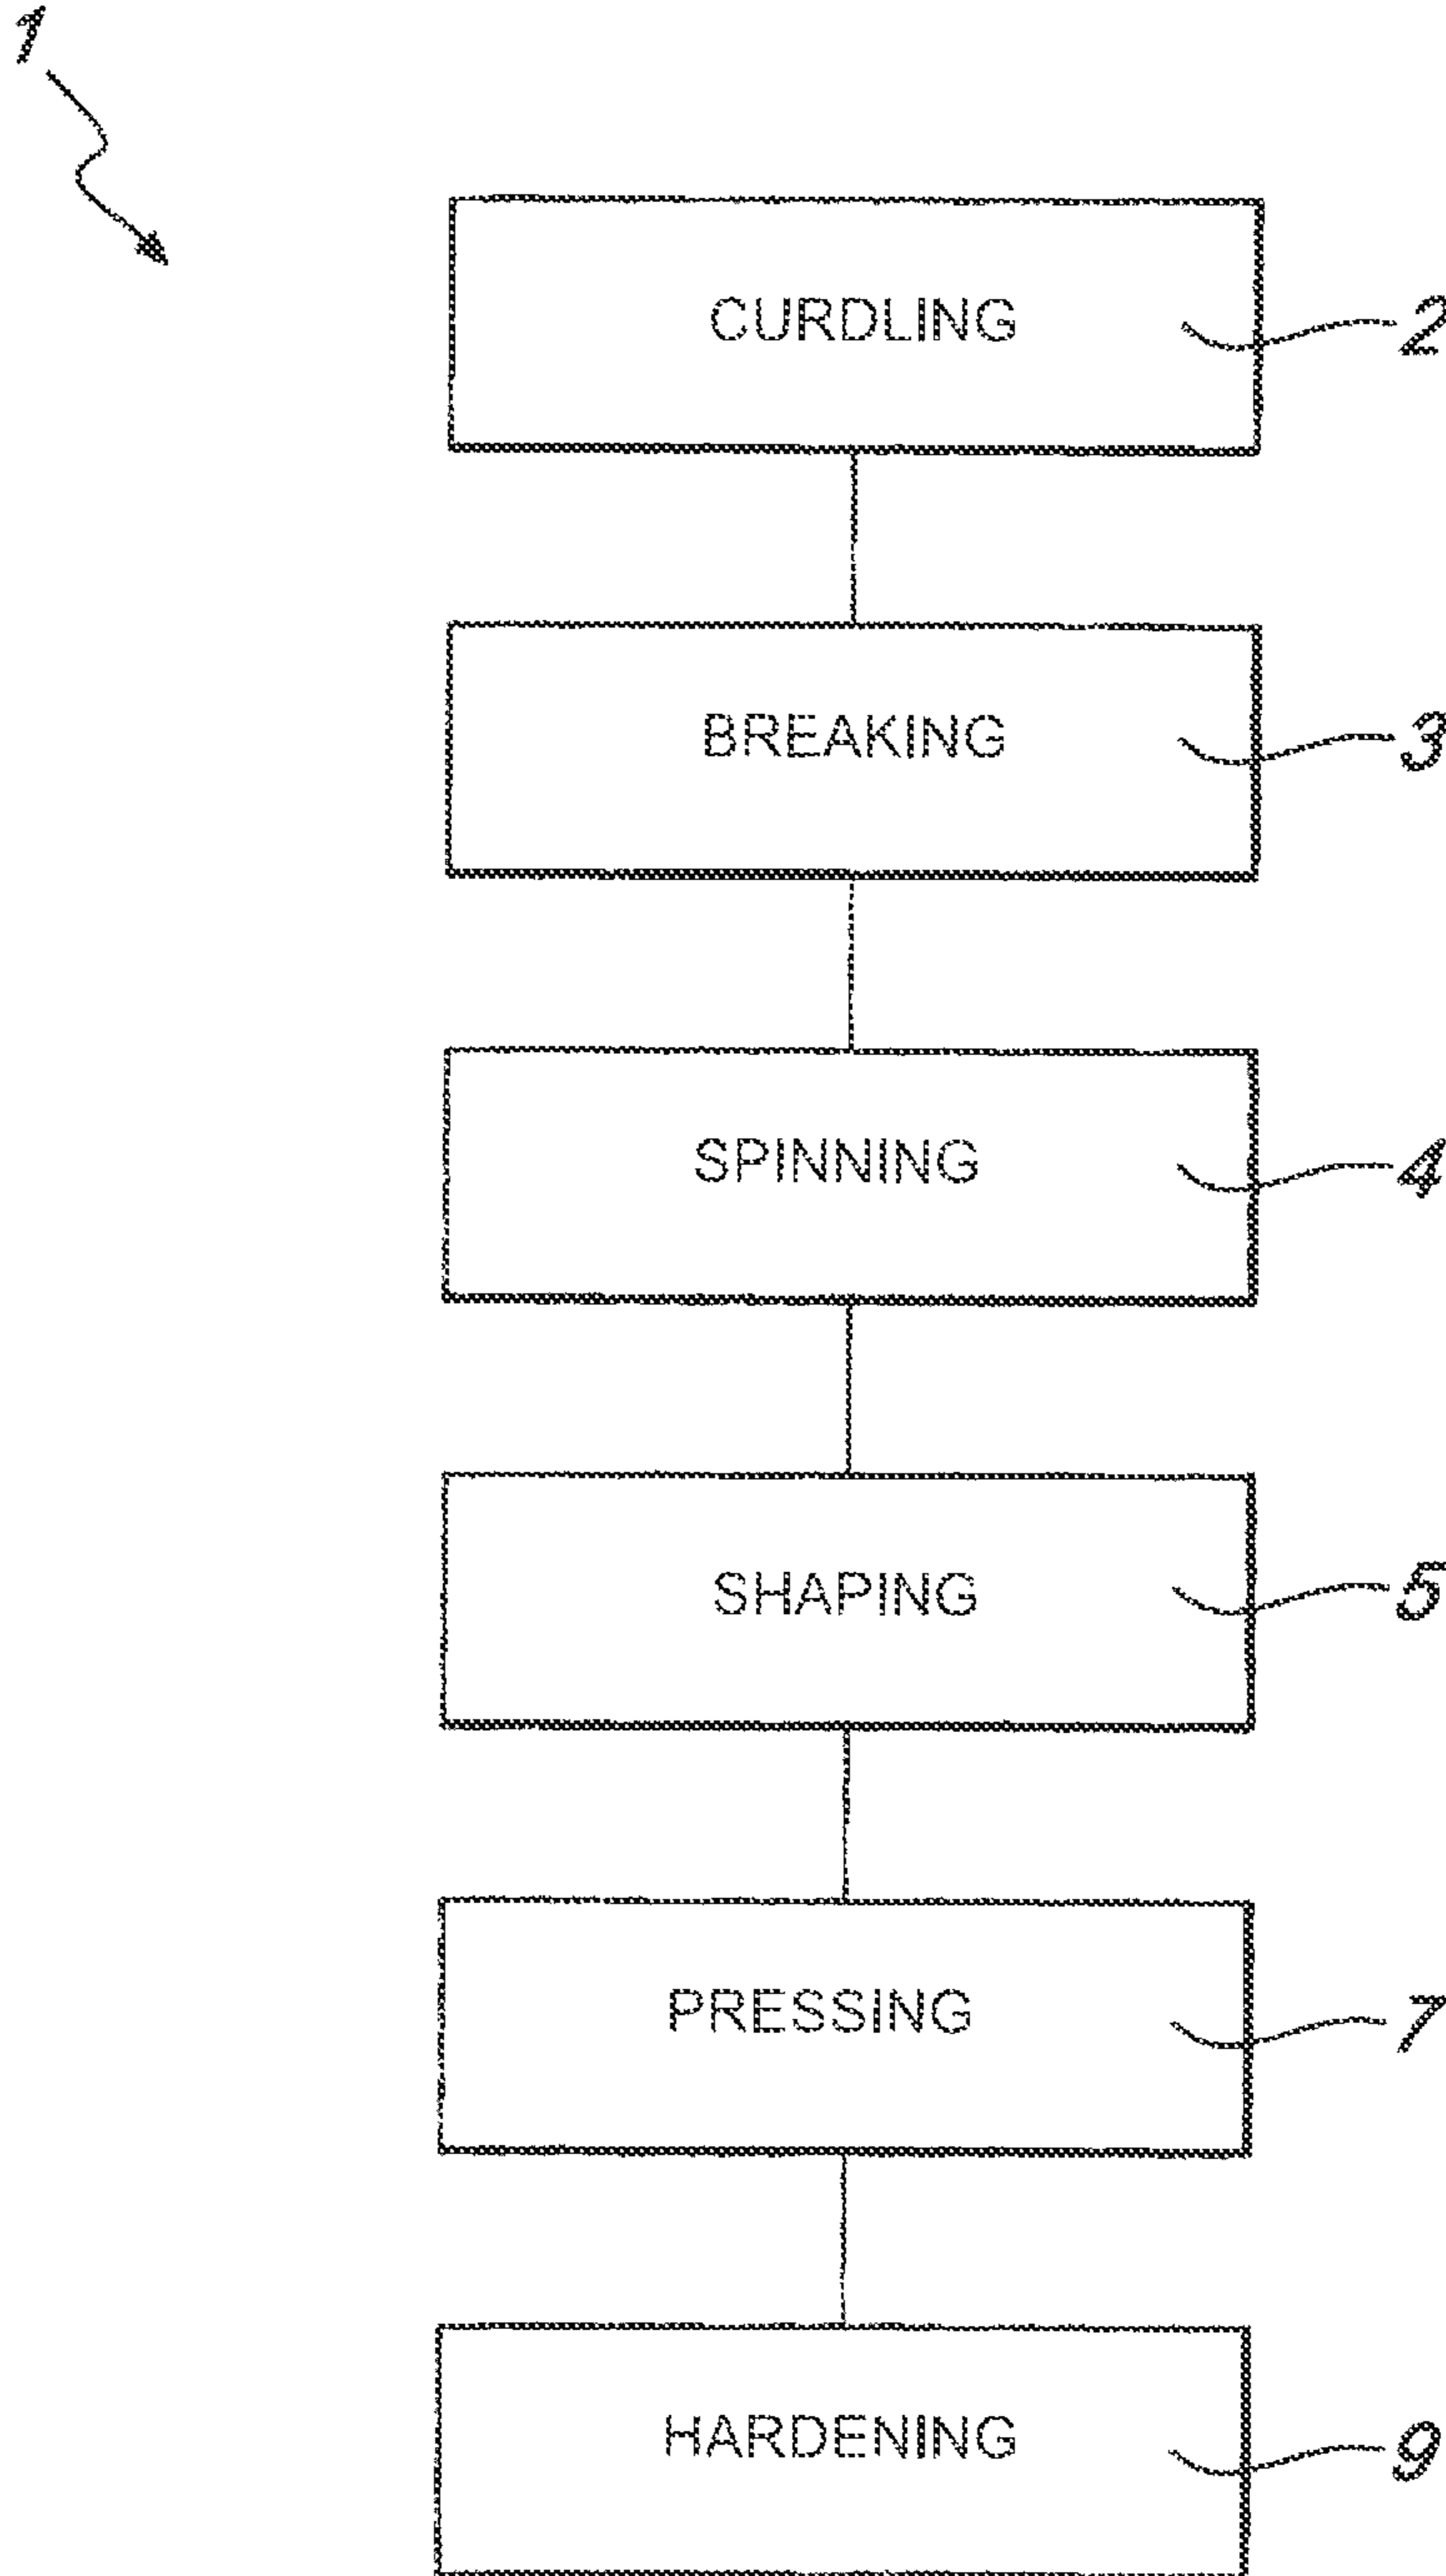 1
CURDLING 2
BREAKING 3
SPINNING 4
SHAPING 5
PRESSING 7
HARDENING 9